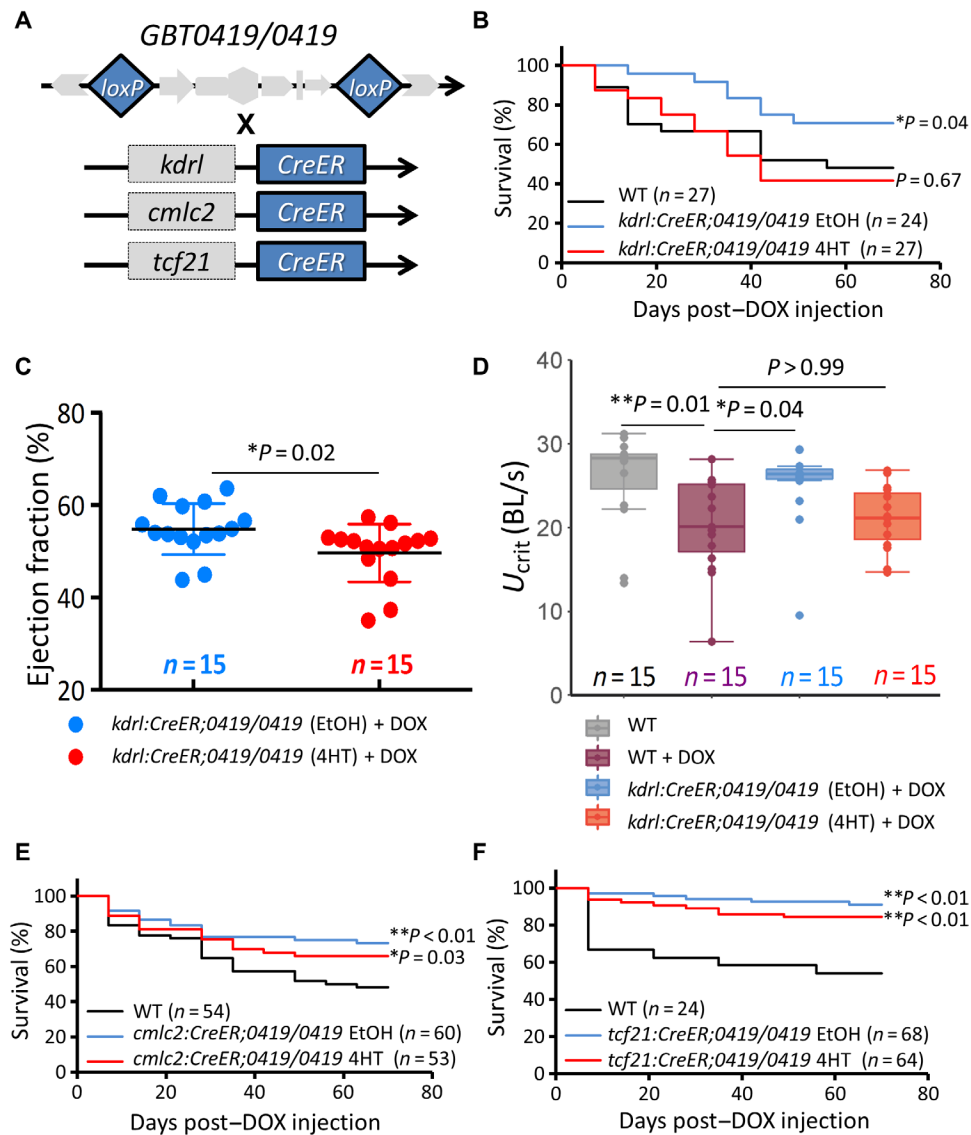 A
GBT0419/0419
loxP
loxP
X
kdrl
CreER
cmlc2
CreER
tcf21
CreER
B
Survival (%)
100
80
60
40
20
0
*P = 0.04
P = 0.67
WT (n = 27)
kdrl:CreER;0419/0419 EtOH (n = 24)
kdrl:CreER;0419/0419 4HT (n = 27)
0 20 40 60 80
Days post–DOX injection
C
Ejection fraction (%)
80
60
40
20
*P = 0.02
n = 15
n = 15
kdrl:CreER;0419/0419 (EtOH) + DOX
kdrl:CreER;0419/0419 (4HT) + DOX
D
Ucrit (BL/s)
40
30
20
10
0
P > 0.99
**P = 0.01
*P = 0.04
n = 15
n = 15
n = 15
n = 15
WT
WT + DOX
kdrl:CreER;0419/0419 (EtOH) + DOX
kdrl:CreER;0419/0419 (4HT) + DOX
E
Survival (%)
100
80
60
40
20
0
**P < 0.01
*P = 0.03
WT (n = 54)
cmlc2:CreER;0419/0419 EtOH (n = 60)
cmlc2:CreER;0419/0419 4HT (n = 53)
0 20 40 60 80
Days post–DOX injection
F
Survival (%)
100
80
60
40
20
0
**P < 0.01
**P < 0.01
WT (n = 24)
tcf21:CreER;0419/0419 EtOH (n = 68)
tcf21:CreER;0419/0419 4HT (n = 64)
0 20 40 60 80
Days post–DOX injection